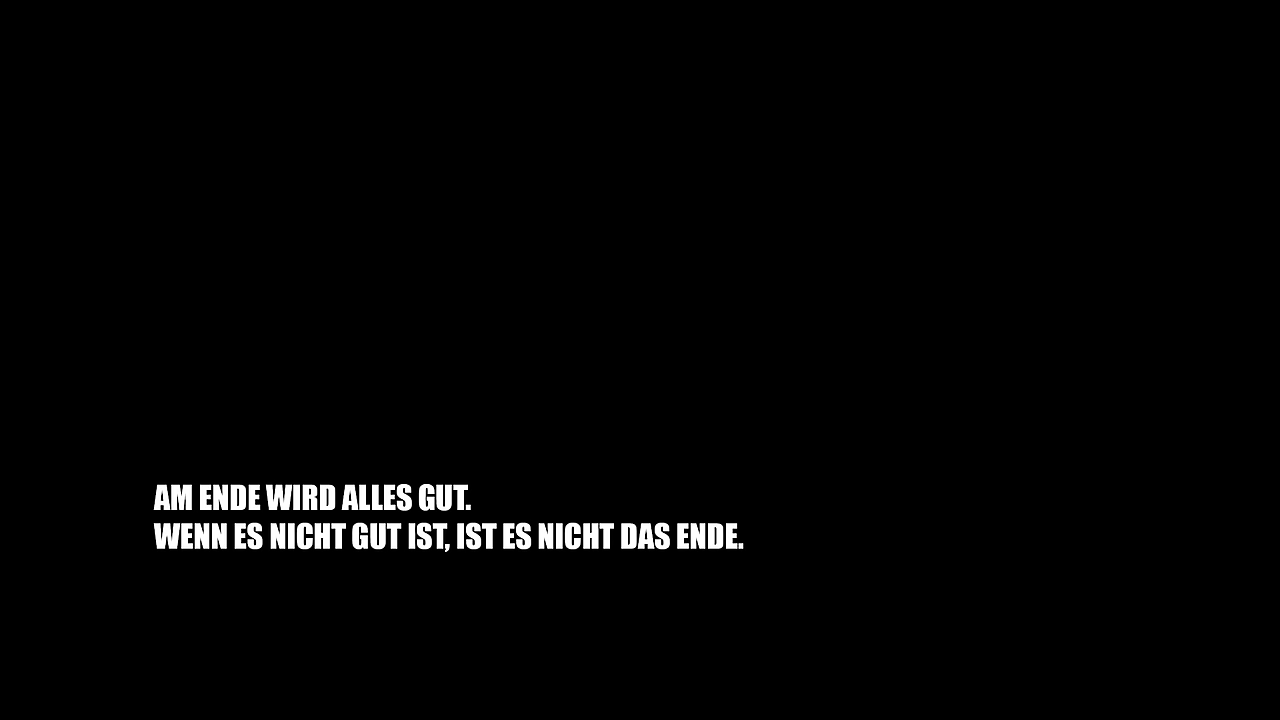 AM ENDE WIRD ALLES GUT.
WENN ES NICHT GUT IST, IST ES NICHT DAS ENDE.